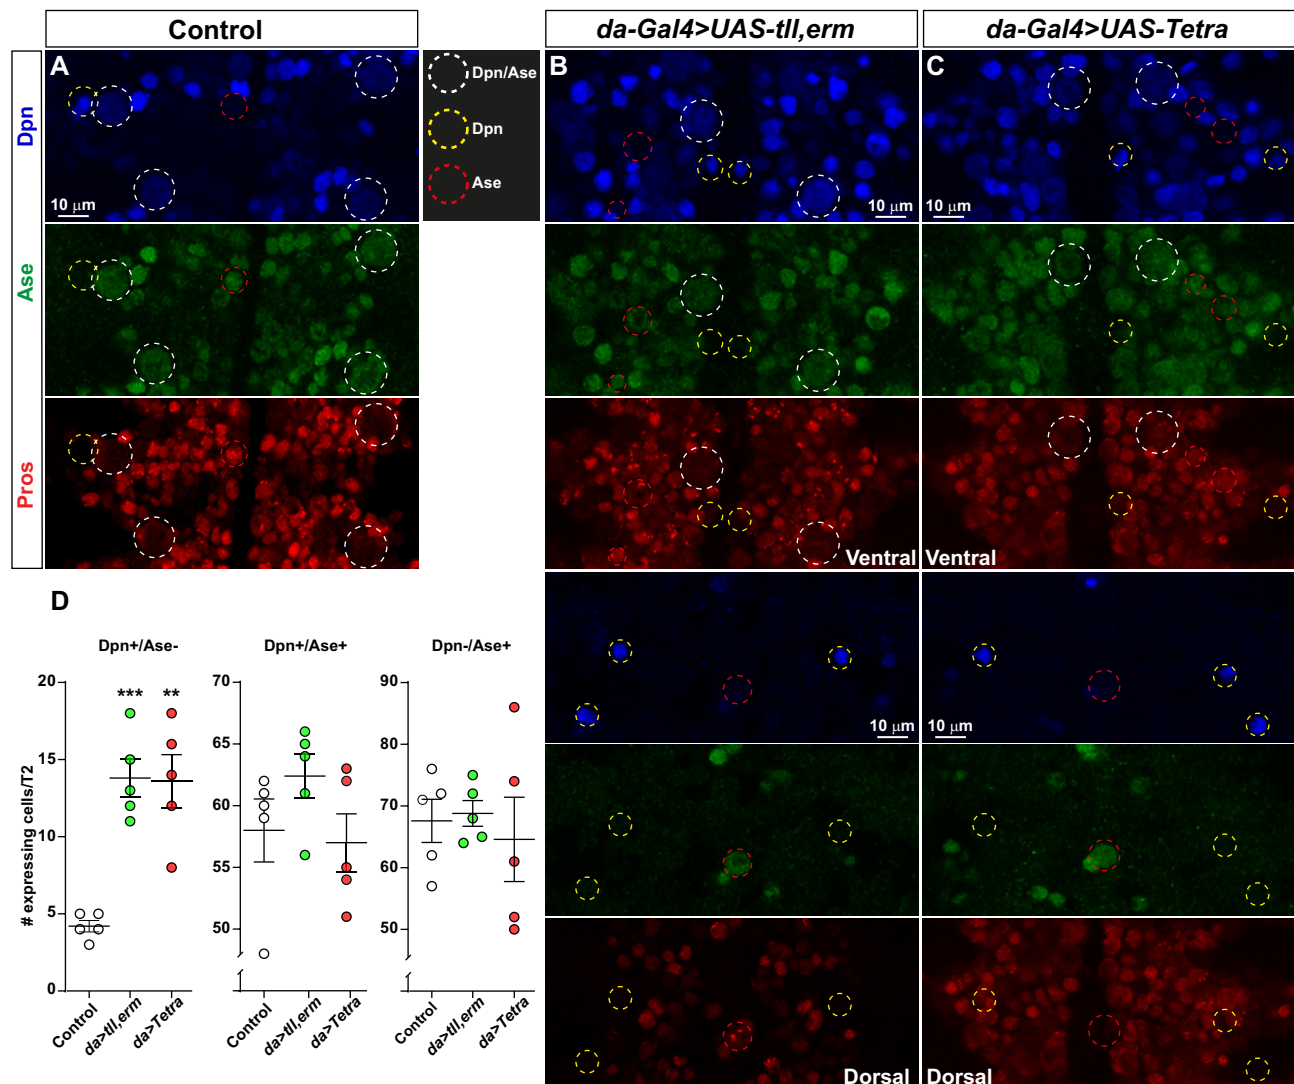 Control
da-Gal4>UAS-tll,erm
da-Gal4>UAS-Tetra
A
B
C
Dpn/Ase
Dpn
Ase
Dpn
10 μm
10 μm
10 μm
Ase
Pros
Ventral
Ventral
10 μm
10 μm
Dorsal
Dorsal
D
Dpn+/Ase-
Dpn+/Ase+
Dpn-/Ase+
# expressing cells/T2
20
15
10
5
0
***
**
70
65
60
55
50
90
80
70
60
50
Control
da>tll,erm
da>Tetra
Control
da>tll,erm
da>Tetra
Control
da>tll,erm
da>Tetra